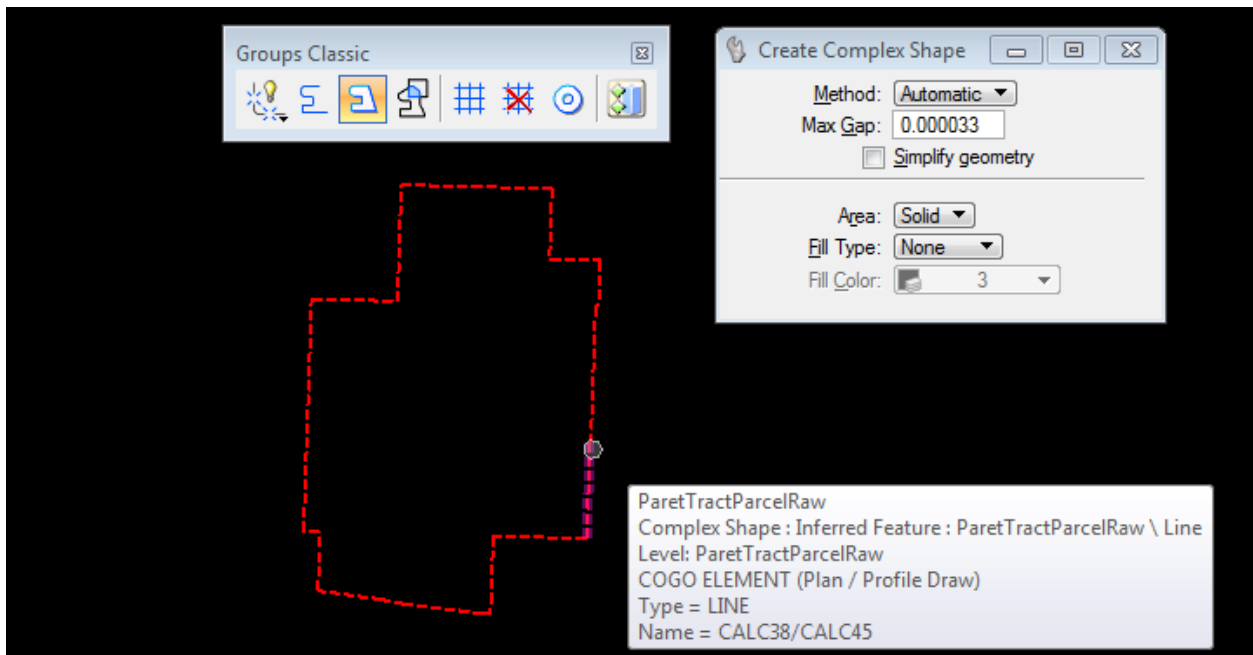 Groups Classic
Create Complex Shape
Method: Automatic
Max Gap: 0.000033
Simplify geometry
Area: Solid
Fill Type: None
Fill Color: 3
ParetTractParcelRaw
Complex Shape : Inferred Feature : ParetTractParcelRaw \ Line
Level: ParetTractParcelRaw
COGO ELEMENT (Plan / Profile Draw)
Type = LINE
Name = CALC38/CALC45